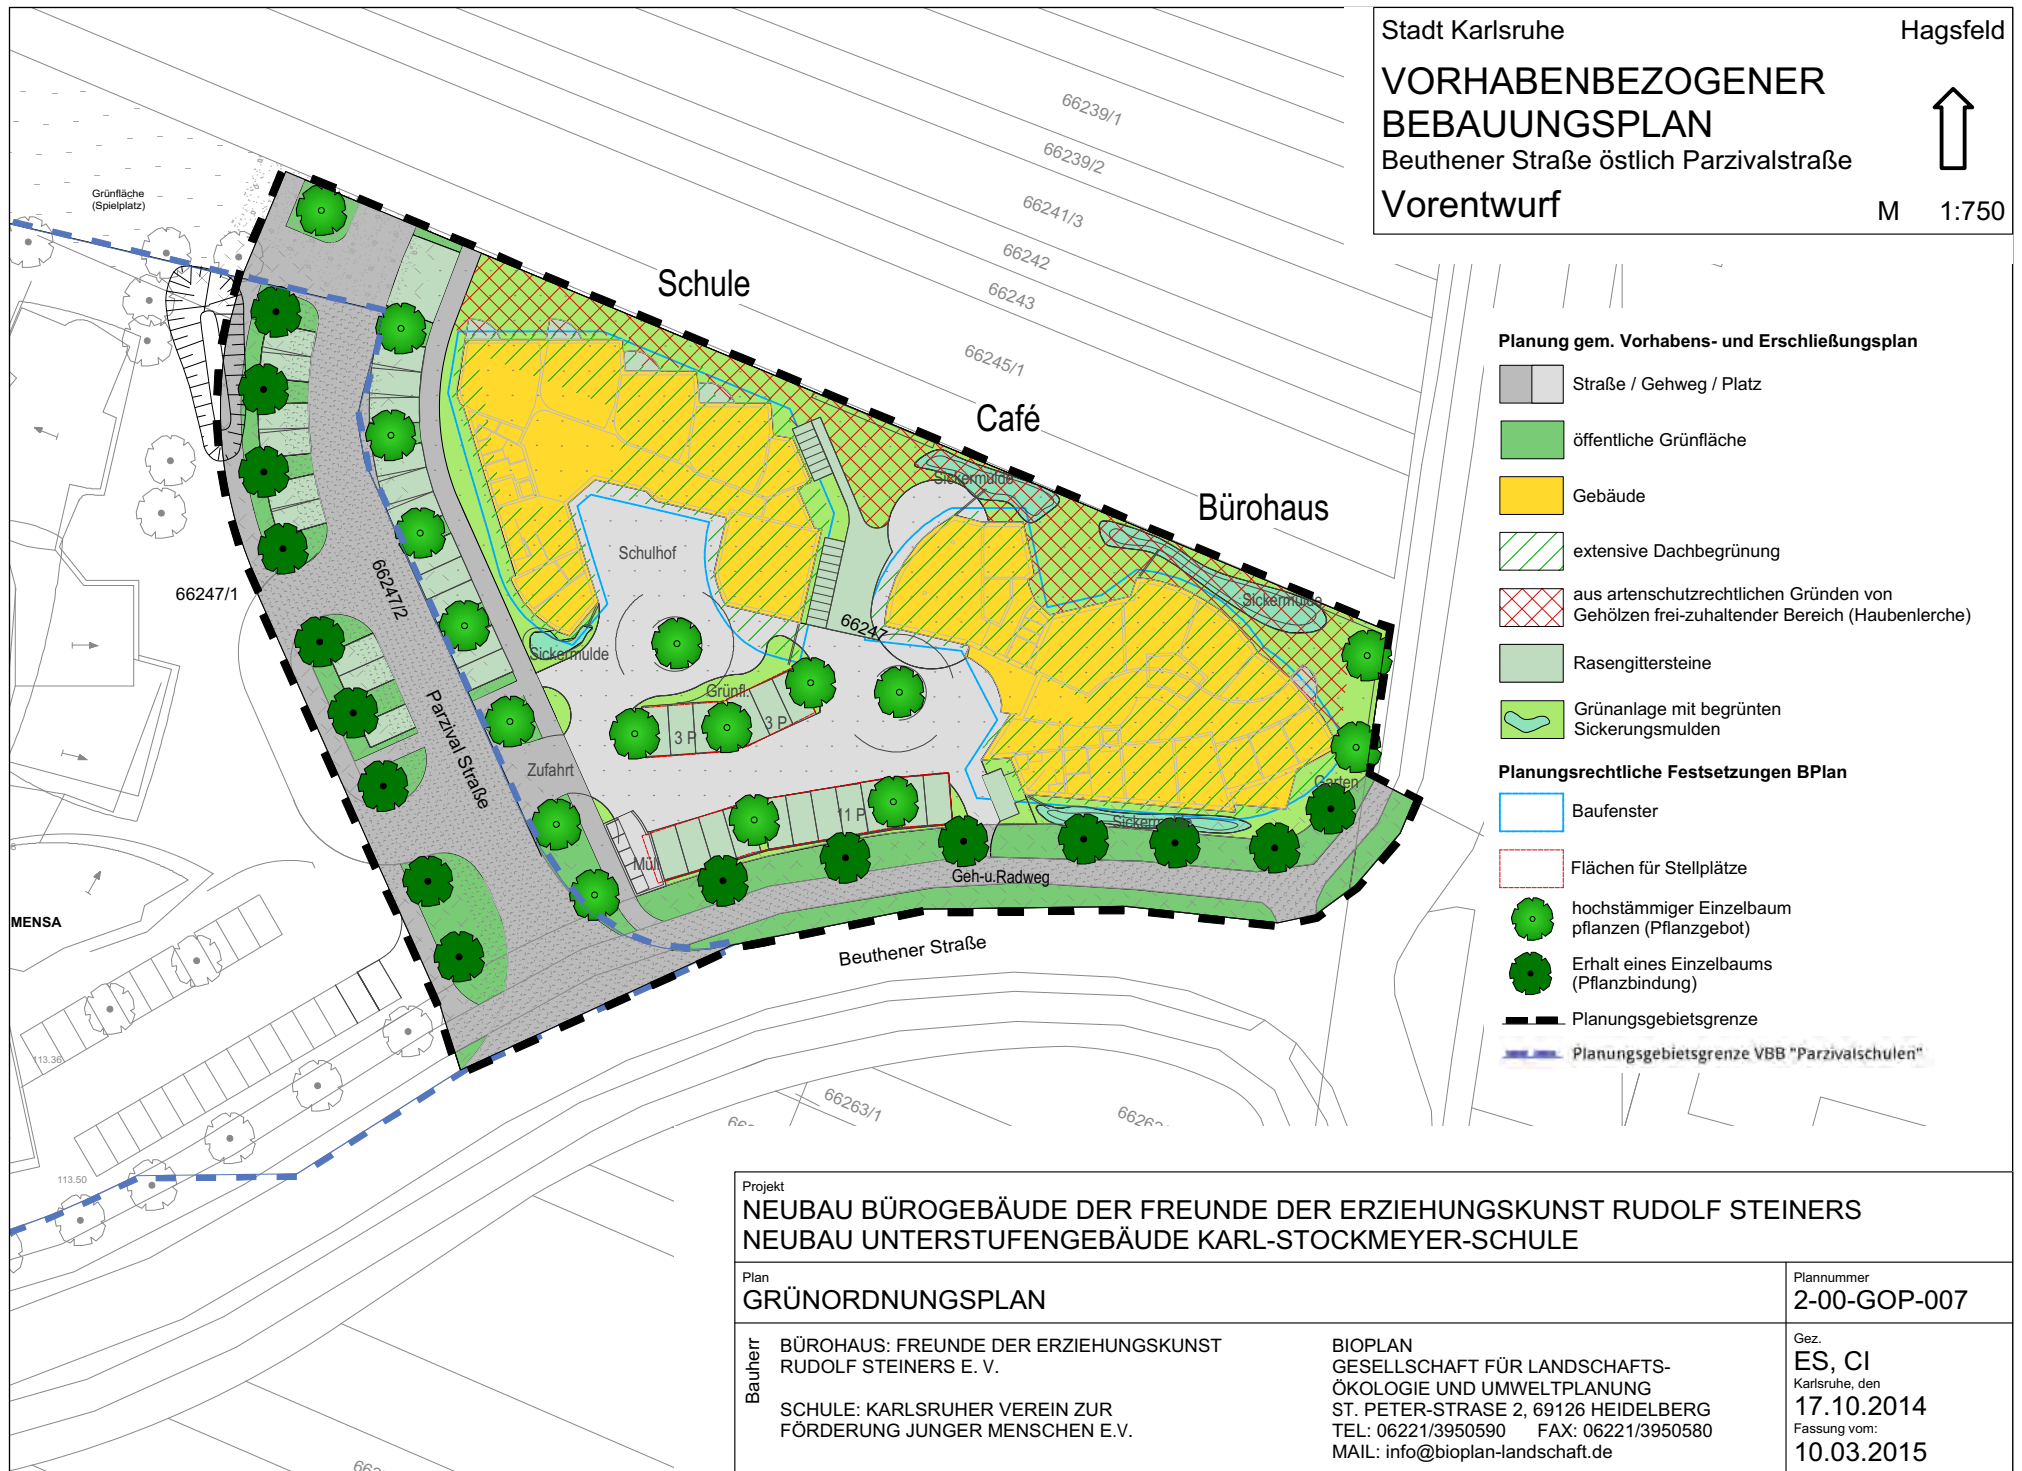 Stadt Karlsruhe
Hagsfeld
VORHABENBEZOGENER
BEBAUUNGSPLAN
Beuthener Straße östlich Parzivalstraße
Vorentwurf
M 1:750
66239/1
66239/2
66241/3
66242
66243
66245/1
Grünfläche
(Spielplatz)
Schule
Café
Bürohaus
Sickermulde
Sickermulde
Schulhof
66247/1
66247/2
66247
Sickermulde
Grünfl.
3 P
3 P
Parzival Straße
Zufahrt
11 P
Müll
Garten
Sickermulde
Geh-u.Radweg
Beuthener Straße
MENSA
113.36
113.50
66263/1
Planung gem. Vorhabens- und Erschließungsplan
Straße / Gehweg / Platz
öffentliche Grünfläche
Gebäude
extensive Dachbegrünung
aus artenschutzrechtlichen Gründen von
Gehölzen frei-zuhaltender Bereich (Haubenlerche)
Rasengittersteine
Grünanlage mit begrünten
Sickerungsmulden
Planungsrechtliche Festsetzungen BPlan
Baufenster
Flächen für Stellplätze
hochstämmiger Einzelbaum
pflanzen (Pflanzgebot)
Erhalt eines Einzelbaums
(Pflanzbindung)
Planungsgebietsgrenze
Planungsgebietsgrenze VBB "Parzivalschulen"
Projekt
NEUBAU BÜROGEBÄUDE DER FREUNDE DER ERZIEHUNGSKUNST RUDOLF STEINERS
NEUBAU UNTERSTUFENGEBÄUDE KARL-STOCKMEYER-SCHULE
Plan
GRÜNORDNUNGSPLAN
Plannummer
2-00-GOP-007
Bauherr
BÜROHAUS: FREUNDE DER ERZIEHUNGSKUNST
RUDOLF STEINERS E. V.
SCHULE: KARLSRUHER VEREIN ZUR
FÖRDERUNG JUNGER MENSCHEN E.V.
BIOPLAN
GESELLSCHAFT FÜR LANDSCHAFTS-
ÖKOLOGIE UND UMWELTPLANUNG
ST. PETER-STRASE 2, 69126 HEIDELBERG
TEL: 06221/3950590 FAX: 06221/3950580
MAIL: info@bioplan-landschaft.de
Gez.
ES, CI
Karlsruhe, den
17.10.2014
Fassung vom:
10.03.2015